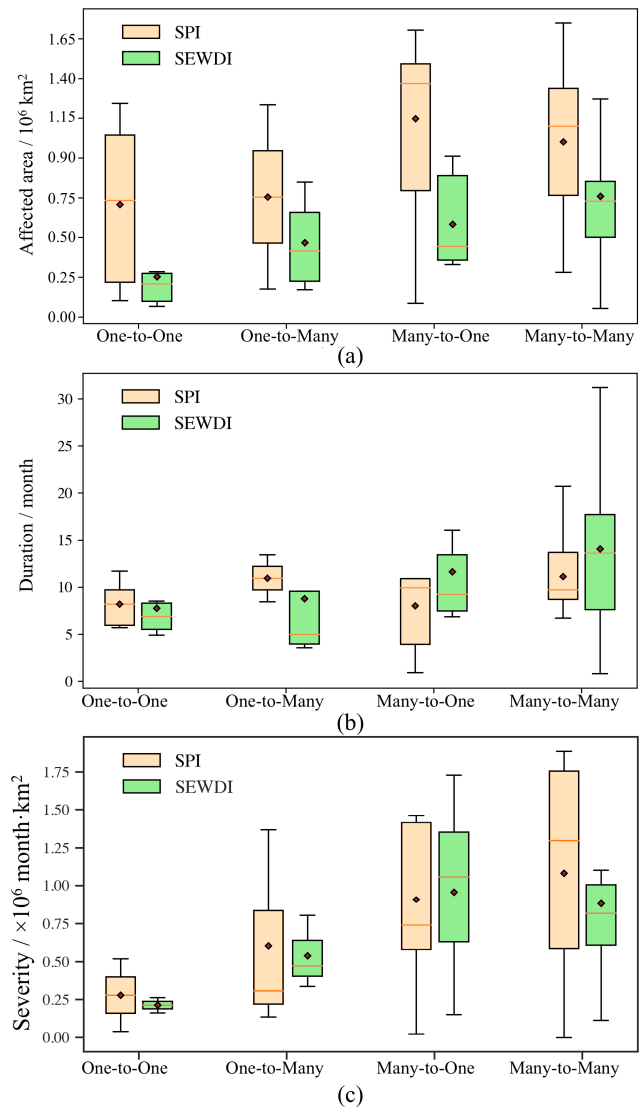 SPI
SEWDI
Affected area / 10⁶ km²
1.65
1.40
1.15
0.90
0.75
0.50
0.25
0.00
One-to-One One-to-Many Many-to-One Many-to-Many
(a)
SPI
SEWDI
Duration / month
30
25
20
15
10
5
0
One-to-One One-to-Many Many-to-One Many-to-Many
(b)
SPI
SEWDI
Severity / ×10⁶ month·km²
1.75
1.50
1.25
1.00
0.75
0.50
0.25
0.00
One-to-One One-to-Many Many-to-One Many-to-Many
(c)